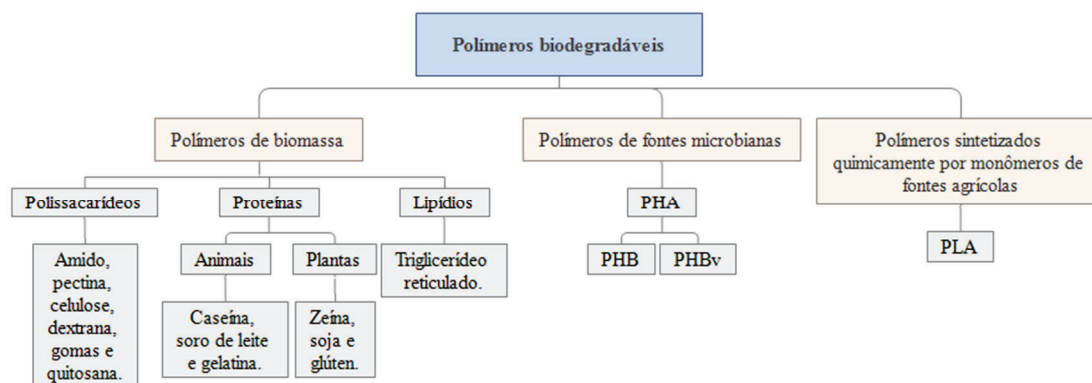 Polímeros biodegradáveis
Polímeros de biomassa
Polímeros de fontes microbianas
Polímeros sintetizados
quimicamente por monômeros de
fontes agrícolas
Polissacarídeos
Proteínas
Lipídios
PHA
PLA
Amido,
pectina,
celulose,
dextrana,
gomas e
quitosana.
Animais
Plantas
Triglicerídeo
reticulado.
PHB
PHBv
Caseína,
soro de leite
e gelatina.
Zeína,
soja e
glúten.